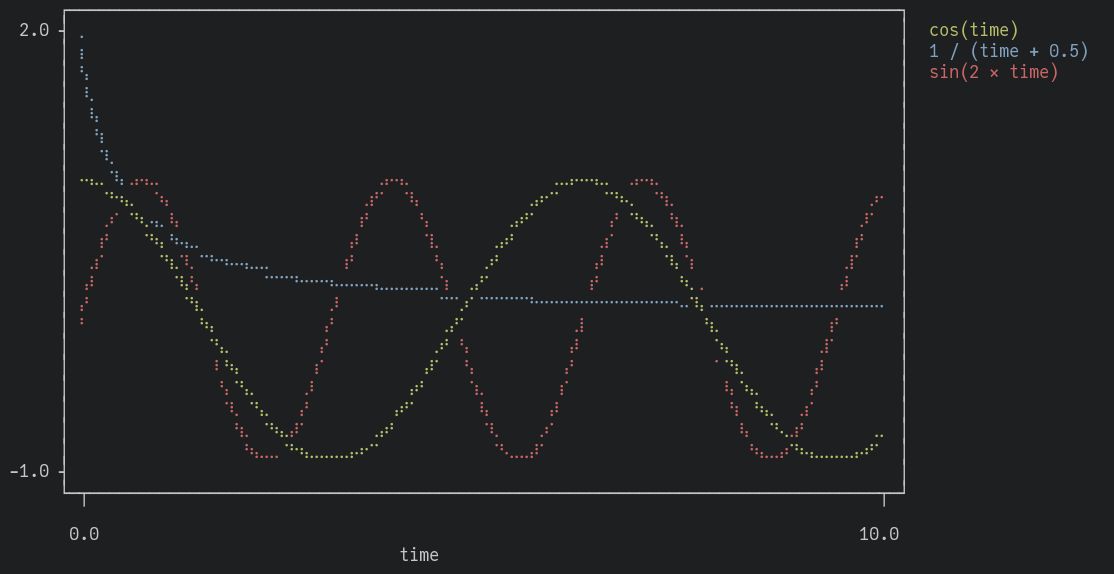 2.0
cos(time)
1 / (time + 0.5)
sin(2 × time)
-1.0
0.0
10.0
time